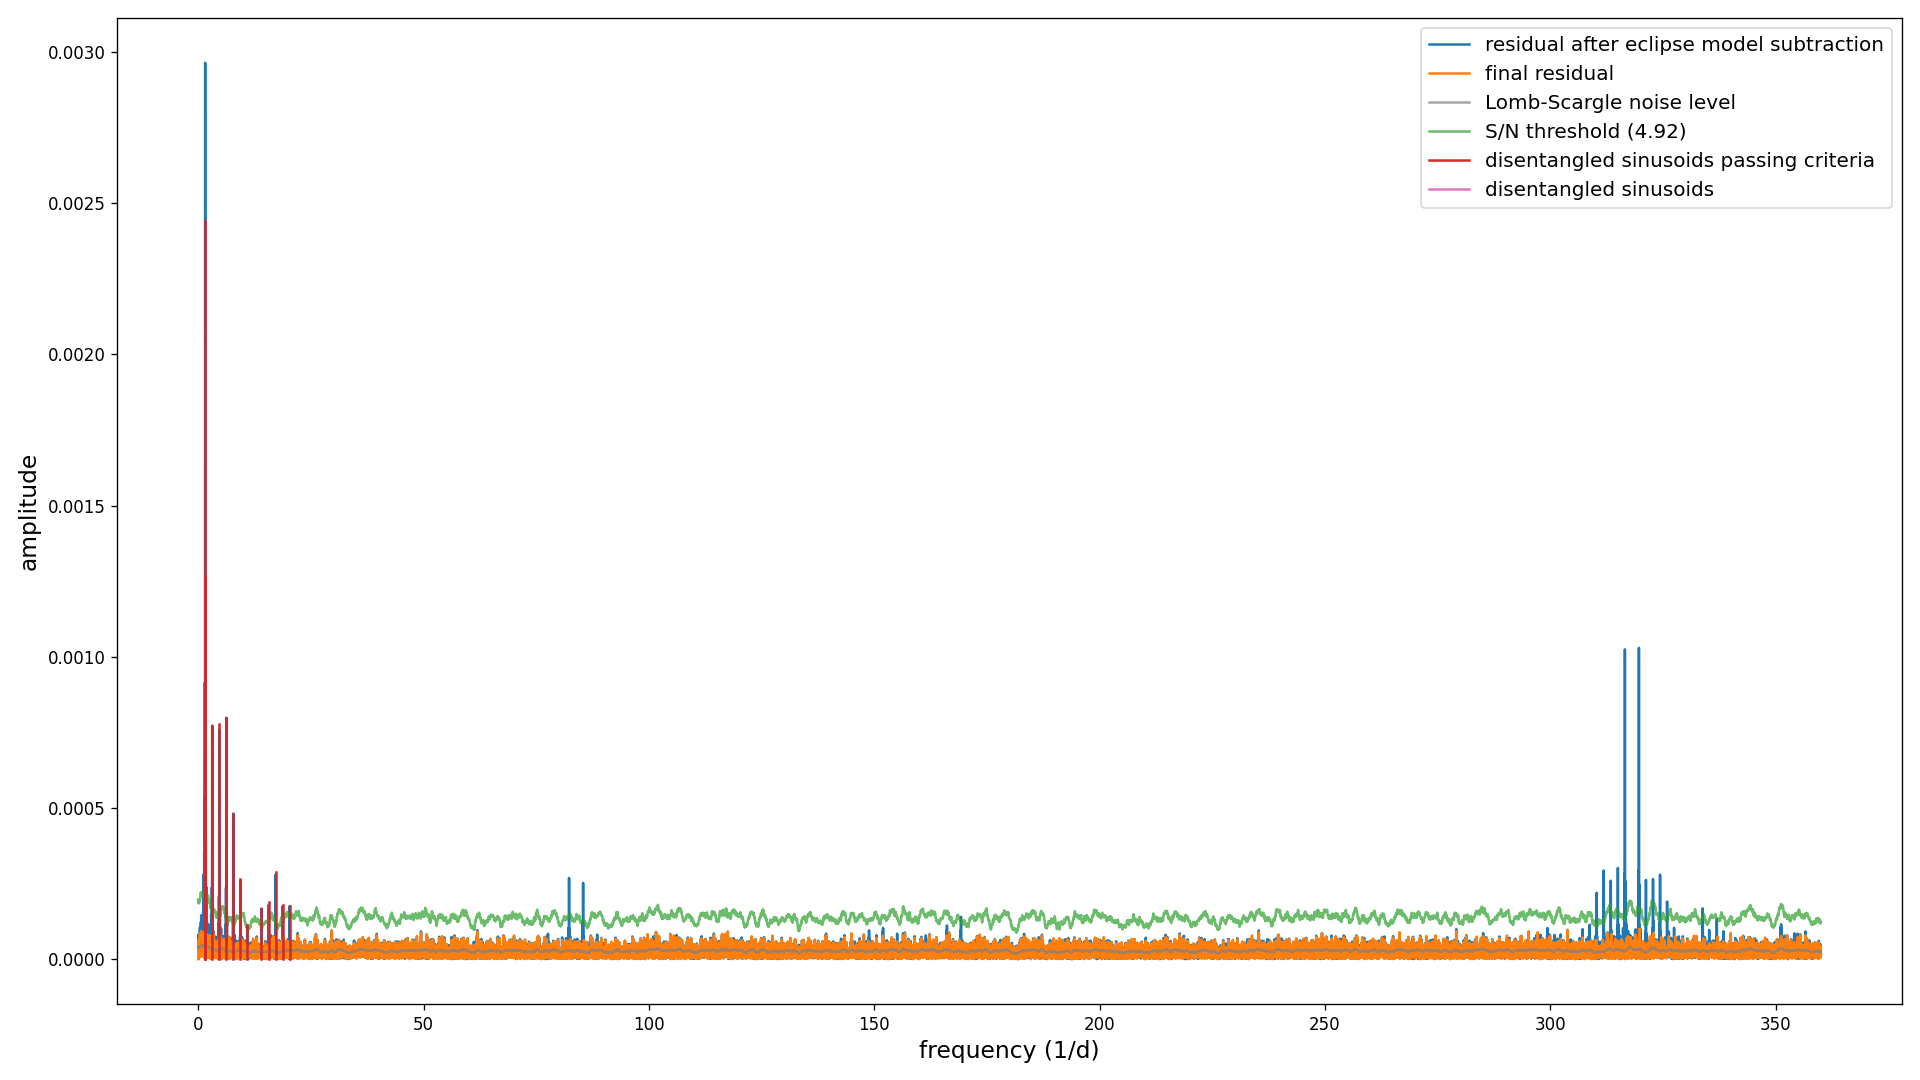 0.0030
0.0025
0.0020
0.0015
0.0010
0.0005
0.0000
amplitude
0 50 100 150 200 250 300 350
frequency (1/d)
residual after eclipse model subtraction
final residual
Lomb-Scargle noise level
S/N threshold (4.92)
disentangled sinusoids passing criteria
disentangled sinusoids